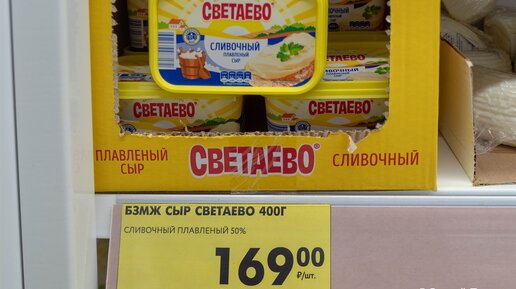 СВЕТАЕВО
СЛИВОЧНЫЙ
ПЛАВЛЕНЫЙ
СЫР
СВЕТАЕВО® СВЕТАЕВО®
ПЛАВЛЕНЫЙ
СЫР
СВЕТАЕВО®
СЛИВОЧНЫЙ
БЗМЖ СЫР СВЕТАЕВО 400Г
СЛИВОЧНЫЙ ПЛАВЛЕНЫЙ 50%
169 00
₽/шт.